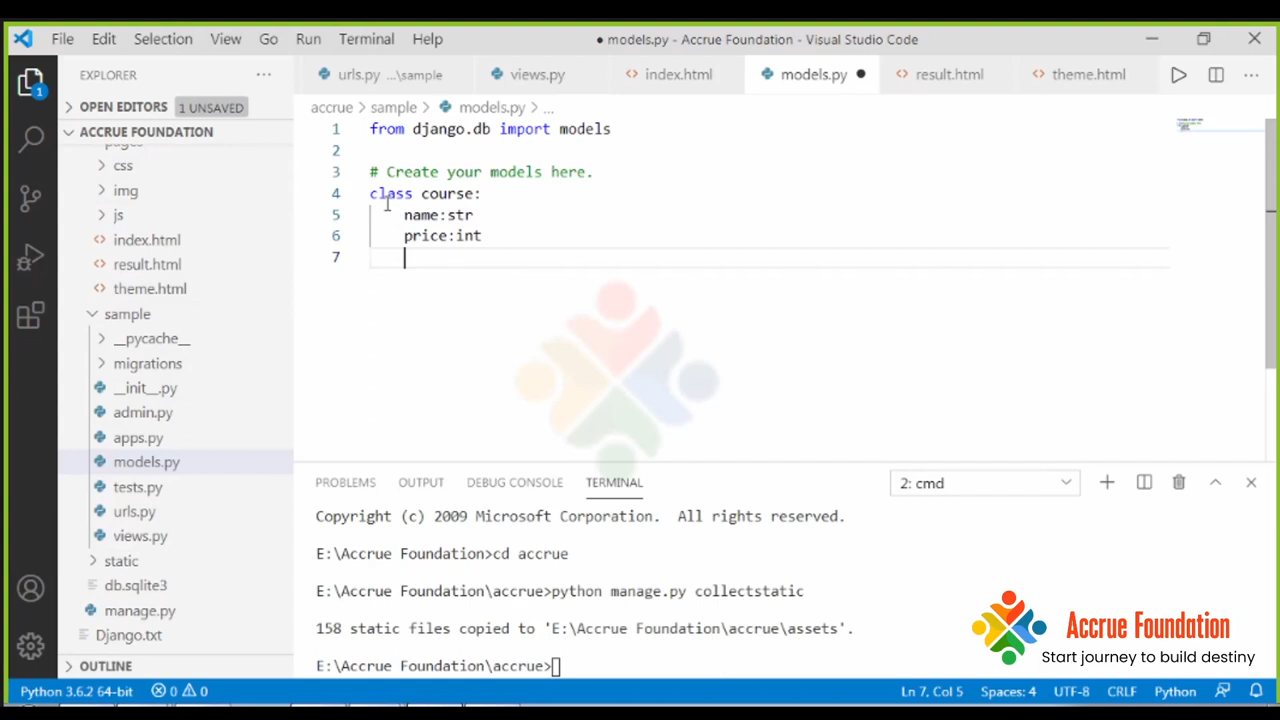 File Edit Selection View Go Run Terminal Help
● models.py - Accrue Foundation - Visual Studio Code
EXPLORER
urls.py ...\sample
views.py
index.html
models.py
result.html
theme.html
OPEN EDITORS 1 UNSAVED
accrue > sample > models.py > ...
ACCRUE FOUNDATION
pages
css
img
js
index.html
result.html
theme.html
sample
__pycache__
migrations
__init__.py
admin.py
apps.py
models.py
tests.py
urls.py
views.py
static
db.sqlite3
manage.py
Django.txt
OUTLINE
1 from django.db import models
2
3 # Create your models here.
4 class course:
5 name:str
6 price:int
7
PROBLEMS OUTPUT DEBUG CONSOLE TERMINAL
2: cmd
Copyright (c) 2009 Microsoft Corporation.  All rights reserved.
E:\Accrue Foundation>cd accrue
E:\Accrue Foundation\accrue>python manage.py collectstatic
158 static files copied to 'E:\Accrue Foundation\accrue\assets'.
E:\Accrue Foundation\accrue>
Accrue Foundation
Start journey to build destiny
1
Python 3.6.2 64-bit 0 0
Ln 7, Col 5 Spaces: 4 UTF-8 CRLF Python